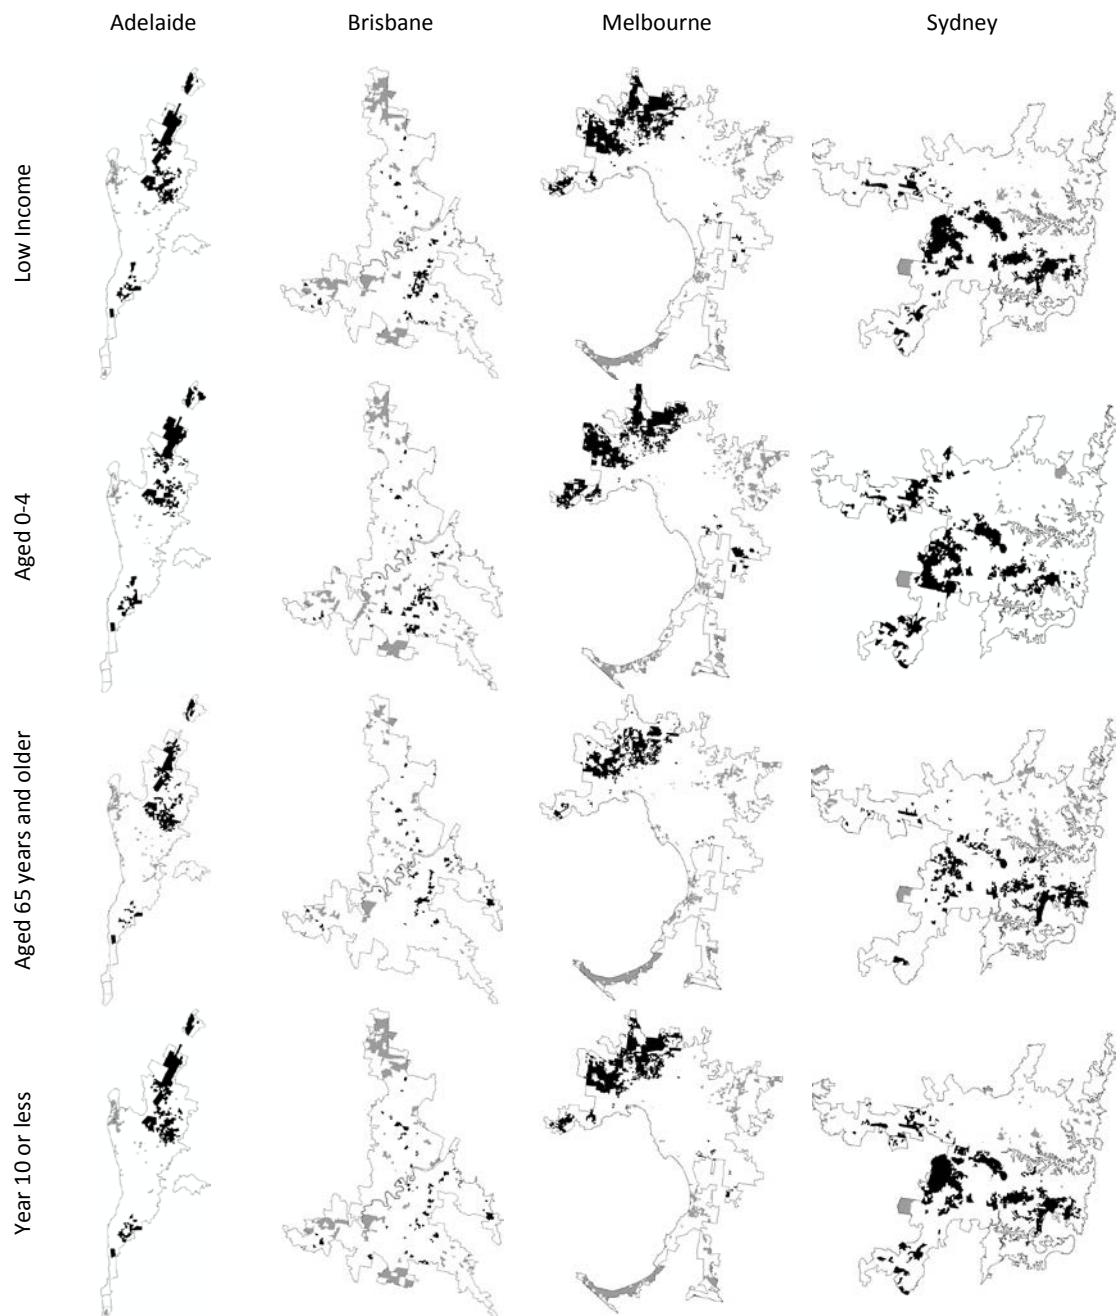 Adelaide Brisbane Melbourne Sydney
Low Income
Aged 0-4
Aged 65 years and older
Year 10 or less